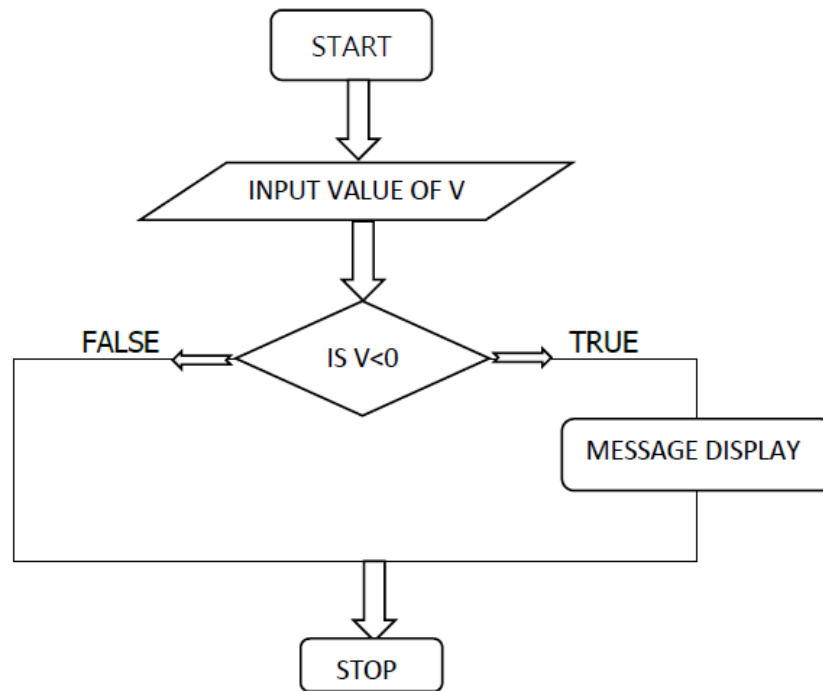 START
INPUT VALUE OF V
FALSE
IS V<0
TRUE
MESSAGE DISPLAY
STOP